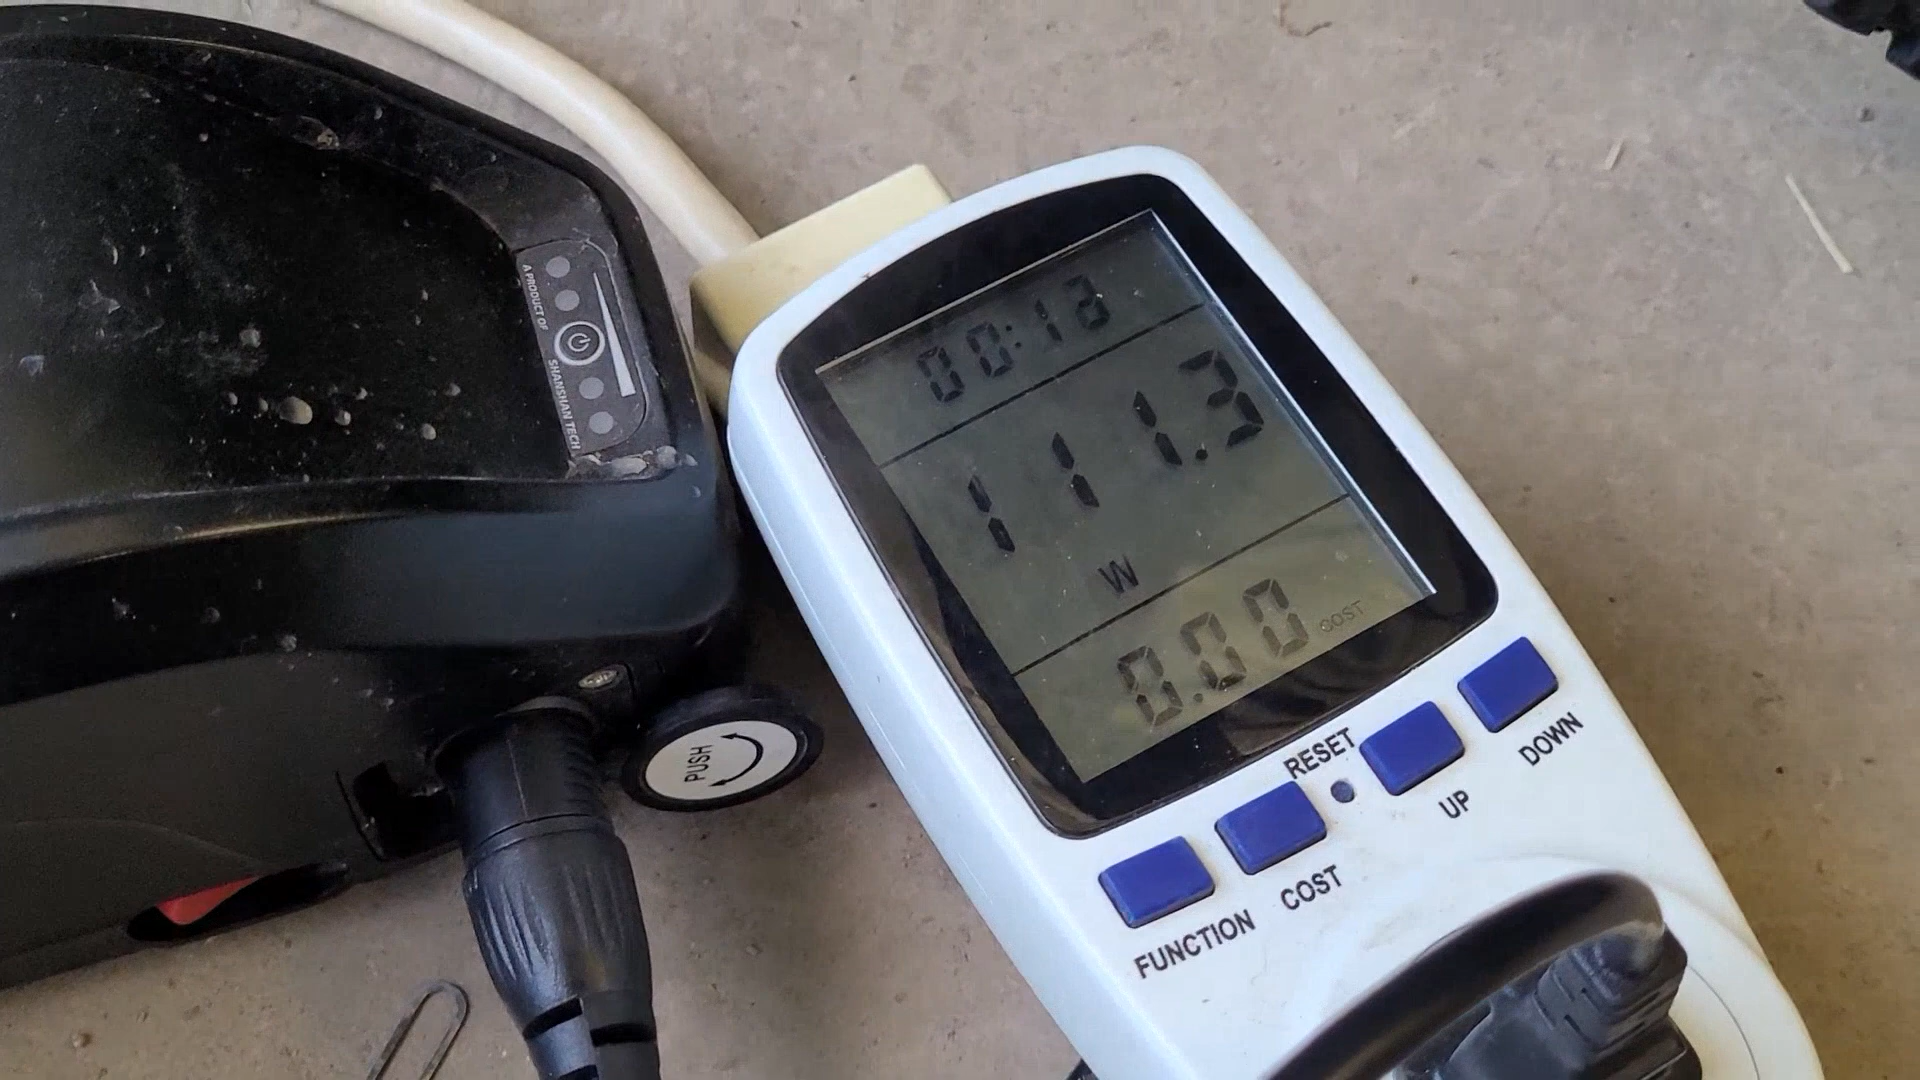 A PRODUCT OF
SHANSHAN TECH
PUSH
00:12
111.3
W
0.00
COST
RESET
FUNCTION
COST
UP
DOWN